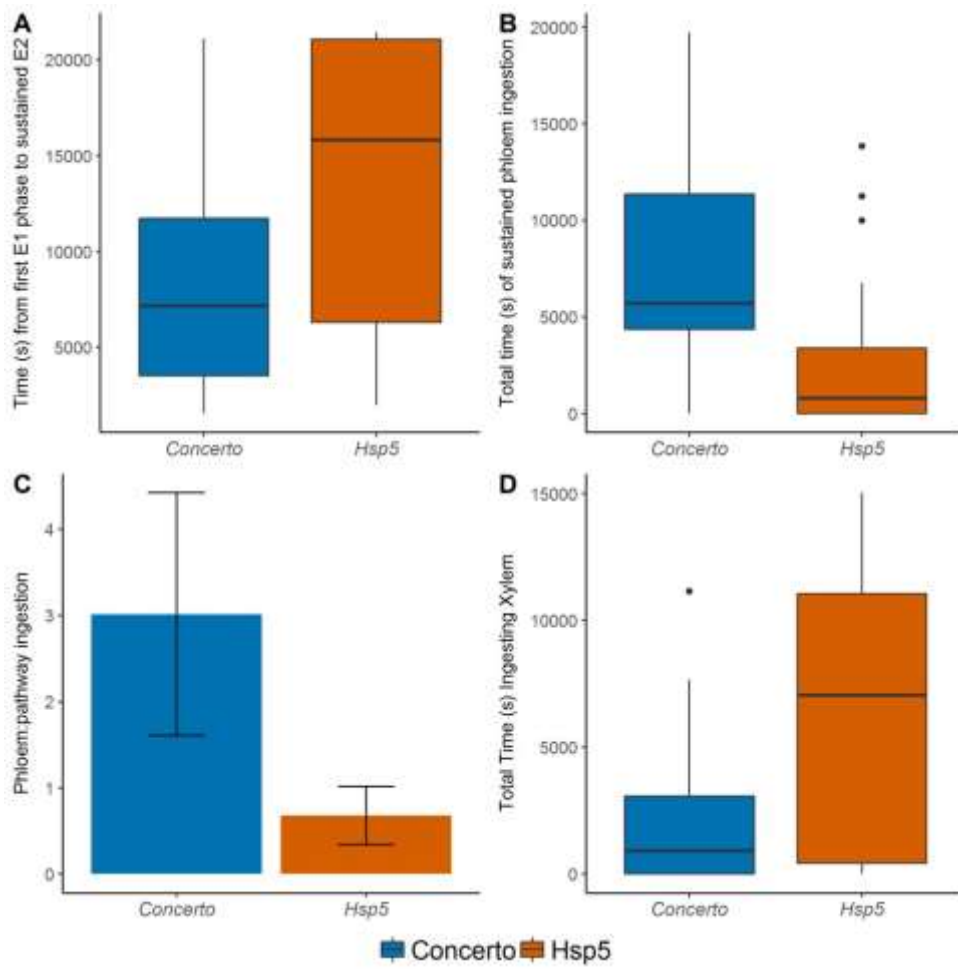 A
Time (s) from first E1 phase to sustained E2
20000
15000
10000
5000
Concerto
Hsp5
B
Total time (s) of sustained phloem ingestion
20000
15000
10000
5000
0
Concerto
Hsp5
C
Phloem:pathway ingestion
4
3
2
1
0
Concerto
Hsp5
D
Total Time (s) Ingesting Xylem
15000
10000
5000
0
Concerto
Hsp5
Concerto Hsp5